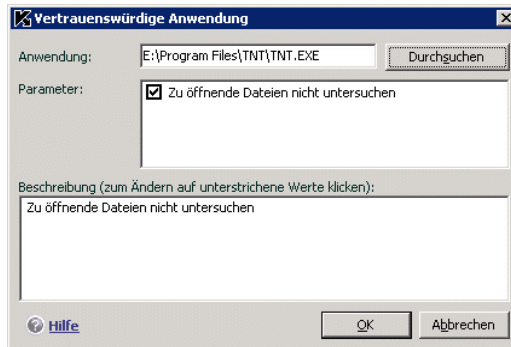 Vertrauenswürdige Anwendung
Anwendung: E:\Program Files\TNT\TNT.EXE Durchsuchen
Parameter: Zu öffnende Dateien nicht untersuchen
Beschreibung (zum Ändern auf unterstrichene Werte klicken):
Zu öffnende Dateien nicht untersuchen
Hilfe OK Abbrechen